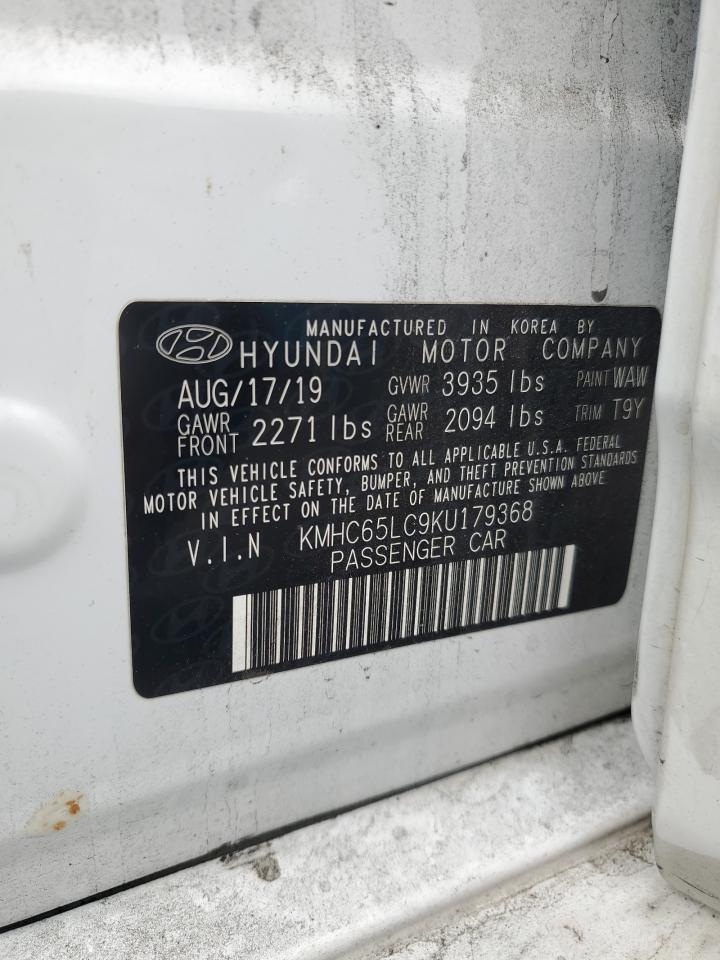 MANUFACTURED IN KOREA BY
HYUNDAI MOTOR COMPANY
AUG/17/19 GVWR 3935 lbs PAINT WAW
GAWR FRONT 2271 lbs GAWR REAR 2094 lbs TRIM T9Y
THIS VEHICLE CONFORMS TO ALL APPLICABLE U.S.A. FEDERAL
MOTOR VEHICLE SAFETY, BUMPER, AND THEFT PREVENTION STANDARDS
IN EFFECT ON THE DATE OF MANUFACTURE SHOWN ABOVE
V.I.N KMHC65LC9KU179368
PASSENGER CAR